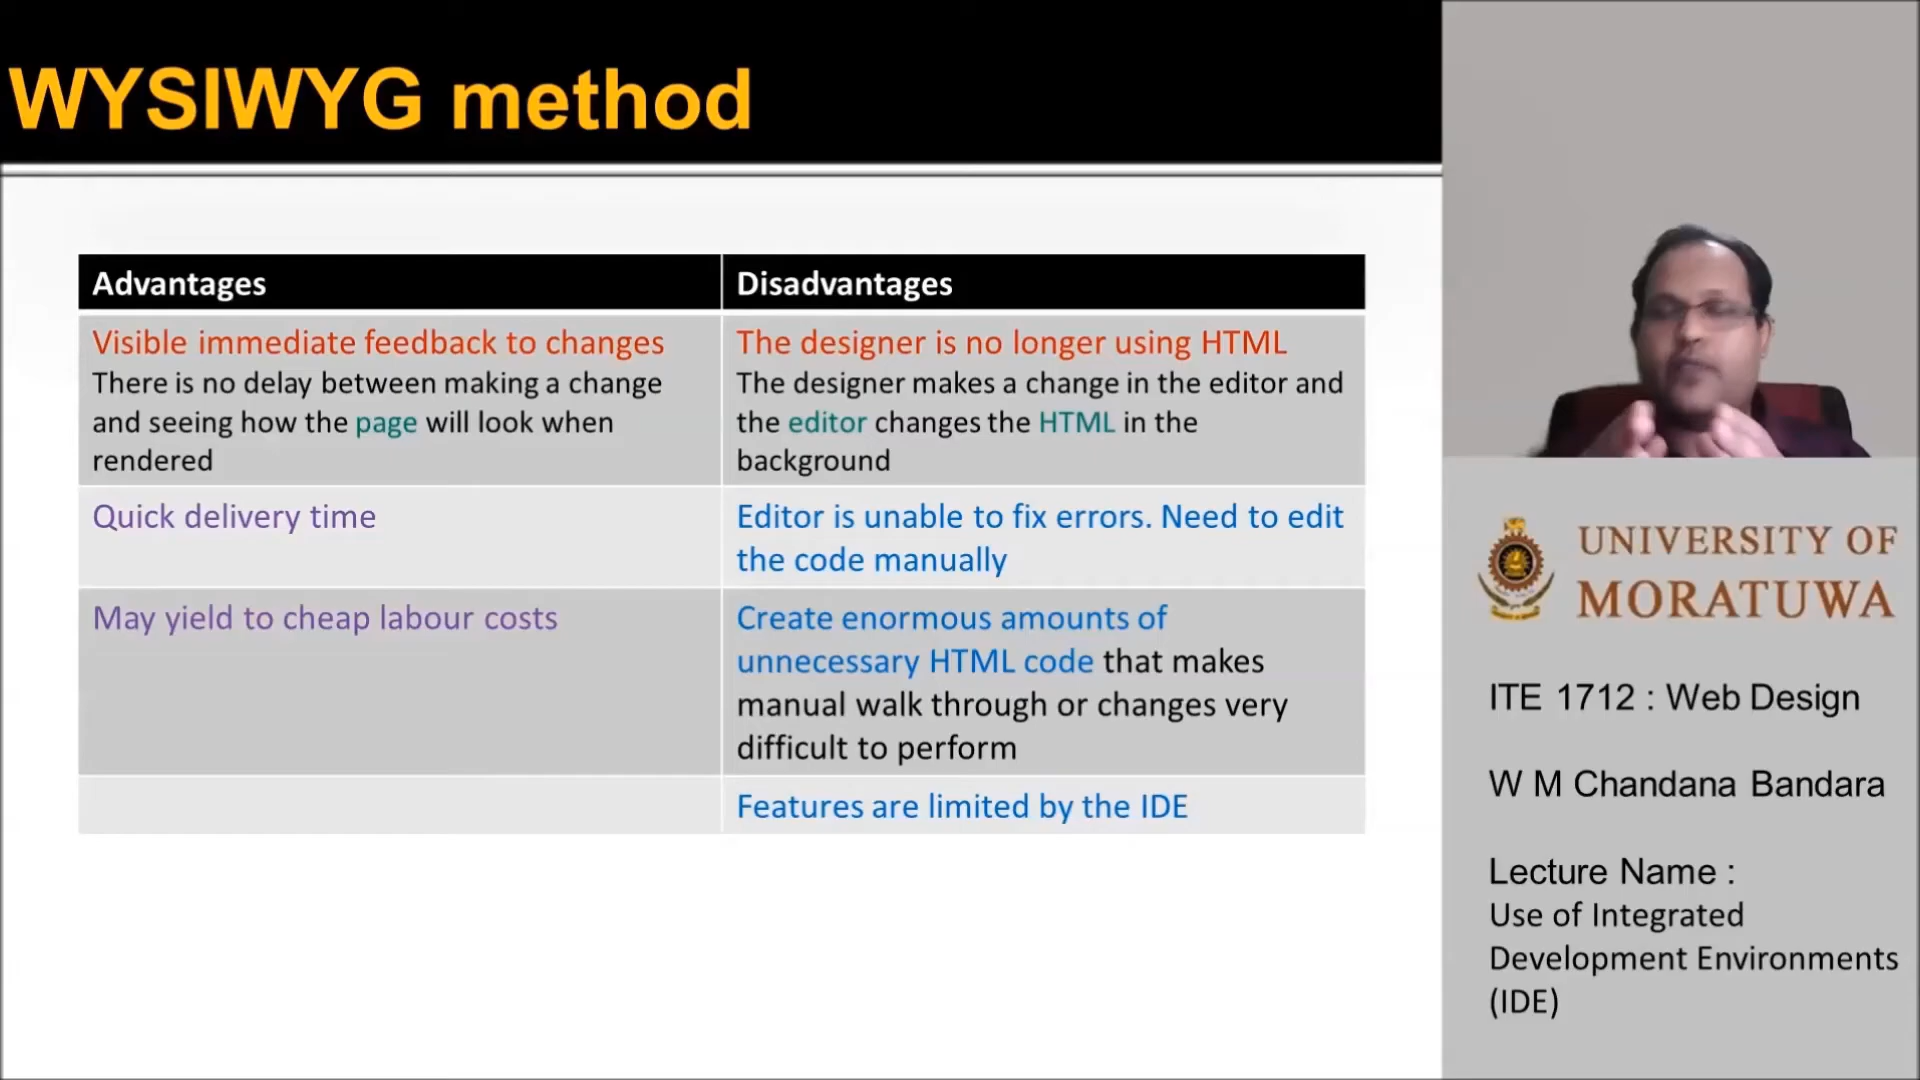 WYSIWYG method
Advantages
Disadvantages
Visible immediate feedback to changes
There is no delay between making a change
and seeing how the page will look when
rendered
The designer is no longer using HTML
The designer makes a change in the editor and
the editor changes the HTML in the
background
Quick delivery time
Editor is unable to fix errors. Need to edit
the code manually
May yield to cheap labour costs
Create enormous amounts of
unnecessary HTML code that makes
manual walk through or changes very
difficult to perform
Features are limited by the IDE
UNIVERSITY OF
MORATUWA
ITE 1712 : Web Design
W M Chandana Bandara
Lecture Name :
Use of Integrated
Development Environments
(IDE)